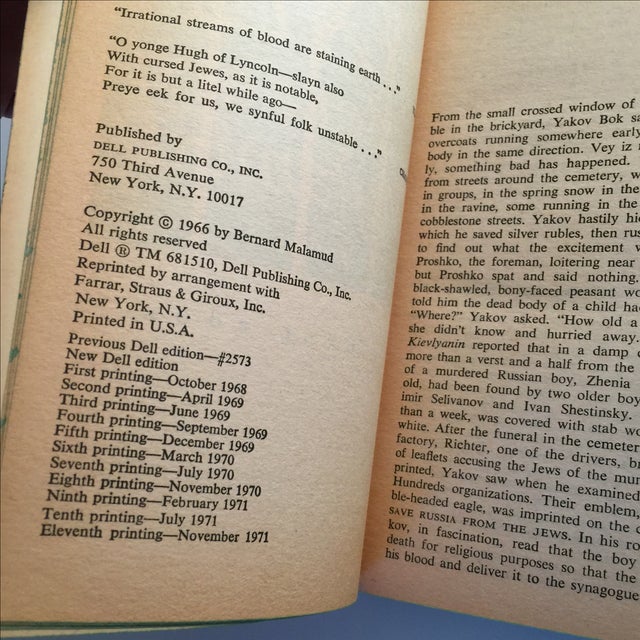 "Irrational streams of blood are staining earth . . ."
"O yonge Hugh of Lyncoln—slayn also
With cursed Jewes, as it is notable,
For it is but a litel while ago—
Preye eek for us, we synful folk unstable . . ."
Published by
DELL PUBLISHING CO., INC.
750 Third Avenue
New York, N.Y. 10017
Copyright © 1966 by Bernard Malamud
All rights reserved
Dell ® TM 681510, Dell Publishing Co., Inc.
Reprinted by arrangement with
Farrar, Straus & Giroux, Inc.
New York, N.Y.
Printed in U.S.A.
Previous Dell edition—#2573
New Dell edition
First printing—October 1968
Second printing—April 1969
Third printing—June 1969
Fourth printing—September 1969
Fifth printing—December 1969
Sixth printing—March 1970
Seventh printing—July 1970
Eighth printing—November 1970
Ninth printing—February 1971
Tenth printing—July 1971
Eleventh printing—November 1971
From the small crossed window of
ble in the brickyard, Yakov Bok sa
overcoats running somewhere early
body in the same direction. Vey iz
ly, something bad has happened.
from streets around the cemetery, w
in groups, in the spring snow in the
in the ravine, some running in the
cobblestone streets. Yakov hastily hi
which he saved silver rubles, then rus
to find out what the excitement w
Proshko, the foreman, loitering near
but Proshko spat and said nothing.
black-shawled, bony-faced peasant wo
told him the dead body of a child ha
"Where?" Yakov asked. "How old a
she didn't know and hurried away.
Kievlyanin reported that in a damp c
more than a verst and a half from the
of a murdered Russian boy, Zhenia
old, had been found by two older boy
imir Selivanov and Ivan Shestinsky.
than a week, was covered with stab wo
white. After the funeral in the cemeter
factory, Richter, one of the drivers, br
of leaflets accusing the Jews of the mur
printed, Yakov saw when he examined
Hundreds organizations. Their emblem,
ble-headed eagle, was imprinted on the c
SAVE RUSSIA FROM THE JEWS. In his ro
kov, in fascination, read that the boy
death for religious purposes so that the
his blood and deliver it to the synagogue